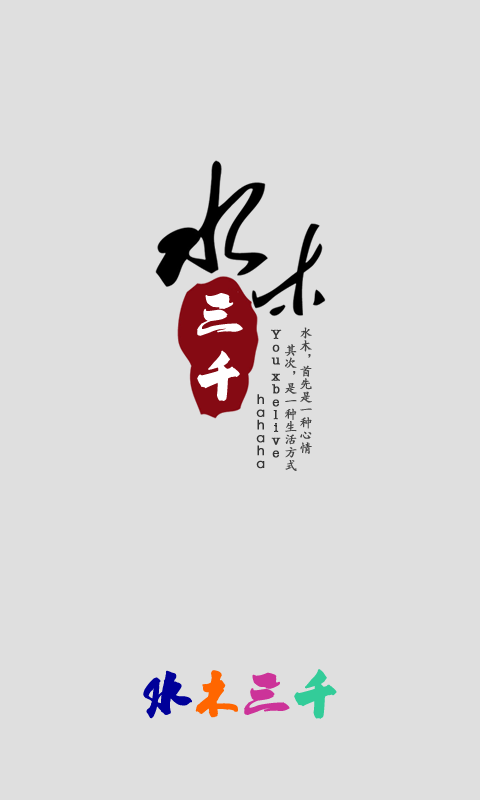 水木
三千
水木，首先是一种心情
其次，是一种生活方式
You xbelive
hahaha
水木三千